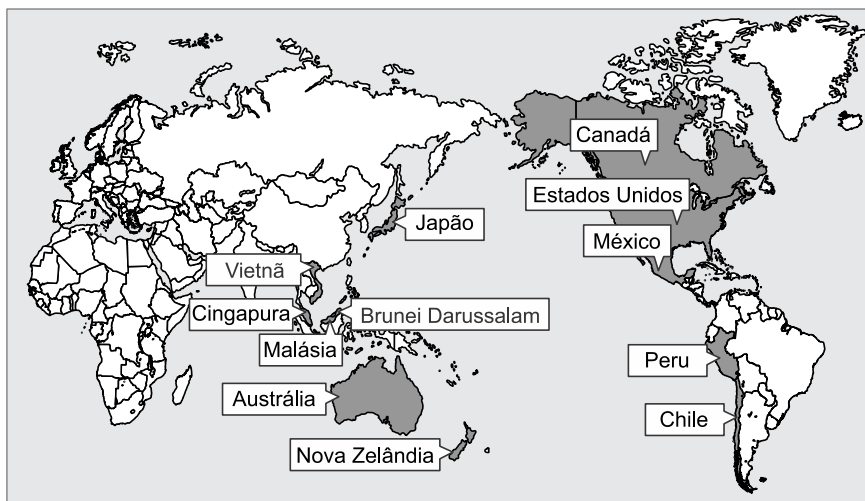 Canadá
Estados Unidos
Japão
México
Vietnã
Cingapura
Brunei Darussalam
Malásia
Peru
Austrália
Chile
Nova Zelândia